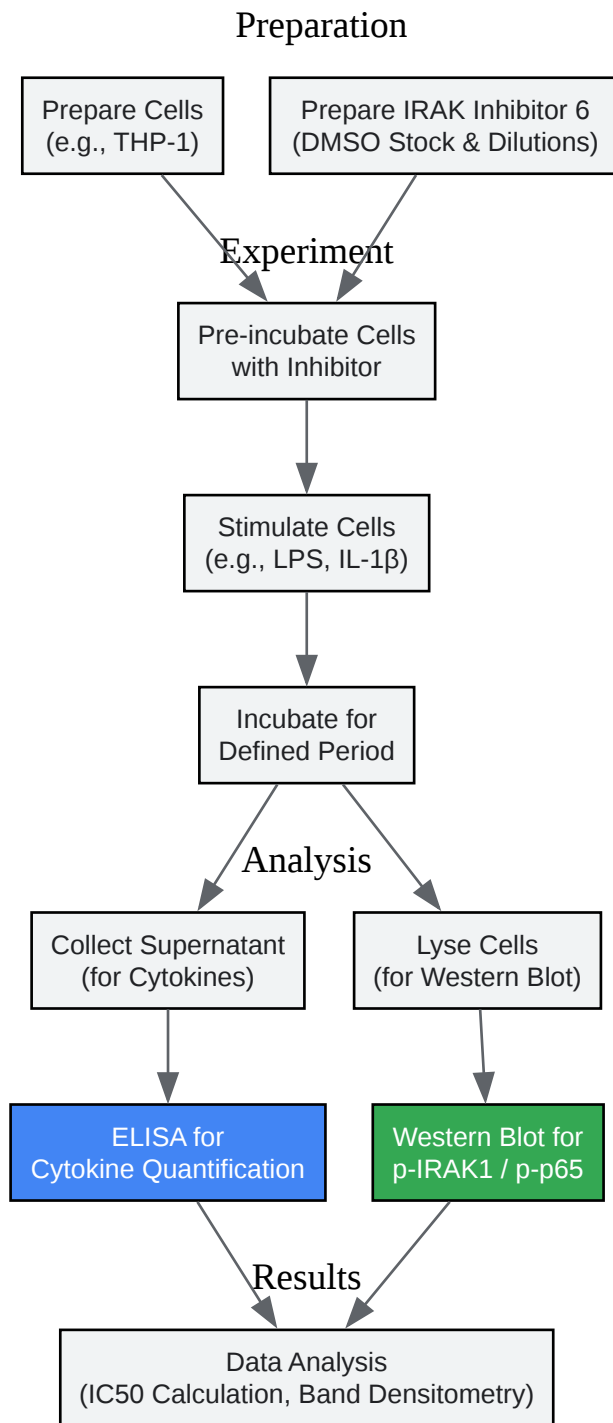 Preparation
Prepare Cells
(e.g., THP-1)
Prepare IRAK Inhibitor 6
(DMSO Stock & Dilutions)
Experiment
Pre-incubate Cells
with Inhibitor
Stimulate Cells
(e.g., LPS, IL-1β)
Incubate for
Defined Period
Analysis
Collect Supernatant
(for Cytokines)
Lyse Cells
(for Western Blot)
ELISA for
Cytokine Quantification
Western Blot for
p-IRAK1 / p-p65
Results
Data Analysis
(IC50 Calculation, Band Densitometry)